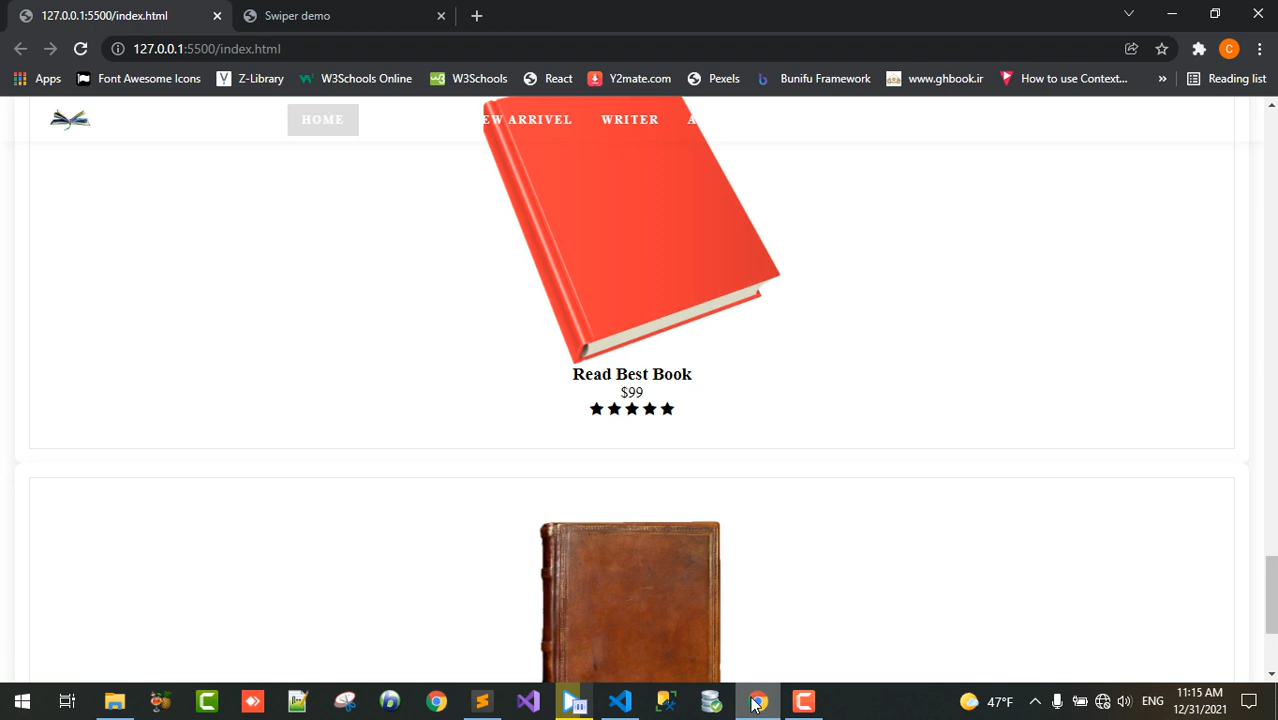 127.0.0.1:5500/index.html
Swiper demo
127.0.0.1:5500/index.html
Apps
Font Awesome Icons
Z-Library
W3Schools Online
W3Schools
React
Y2mate.com
Pexels
Bunifu Framework
www.ghbook.ir
How to use Context...
»
Reading list
HOME
EW ARRIVEL
WRITER
A
Read Best Book
$99
47°F
ENG
11:15 AM
12/31/2021